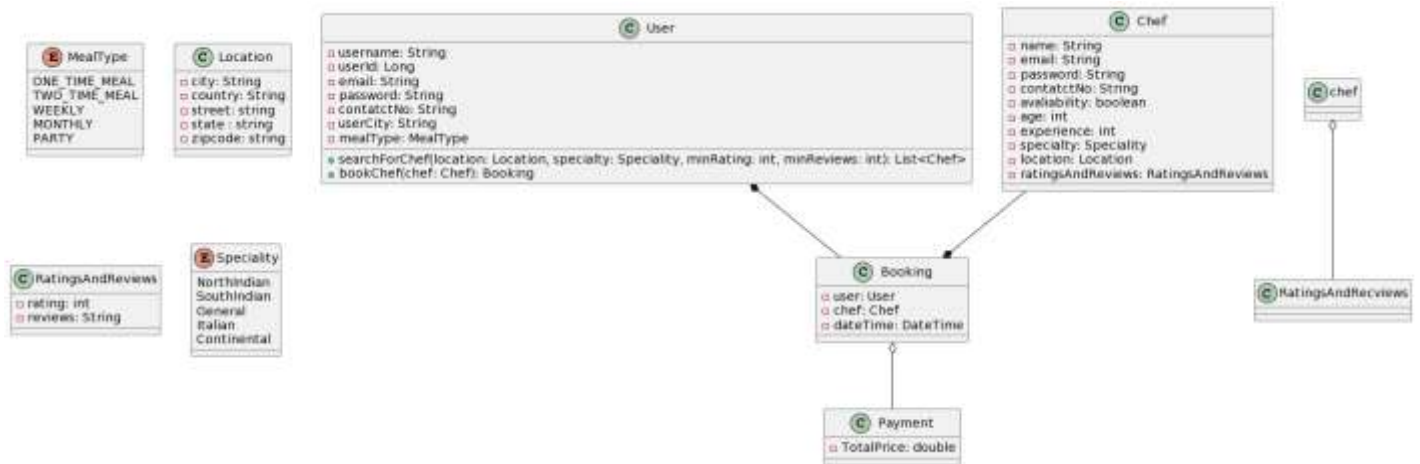 E MealType
ONE_TIME_MEAL
TWO_TIME_MEAL
WEEKLY
MONTHLY
PARTY
C Location
city: String
country: String
street: string
state : string
zipcode: string
C User
username: String
userId: Long
email: String
password: String
contatctNo: String
userCity: String
mealType: MealType
searchForChef(location: Location, specialty: Speciality, minRating: int, minReviews: int): List<Chef>
bookChef(chef: Chef): Booking
C Chef
name: String
email: String
password: String
contatctNo: String
avaliability: boolean
age: int
experience: int
specialty: Speciality
location: Location
ratingsAndReviews: RatingsAndReviews
C chef
C RatingsAndReviews
rating: int
reviews: String
E Speciality
NorthIndian
SouthIndian
General
Italian
Continental
C Booking
user: User
chef: Chef
dateTime: DateTime
C RatingsAndRecviews
C Payment
TotalPrice: double